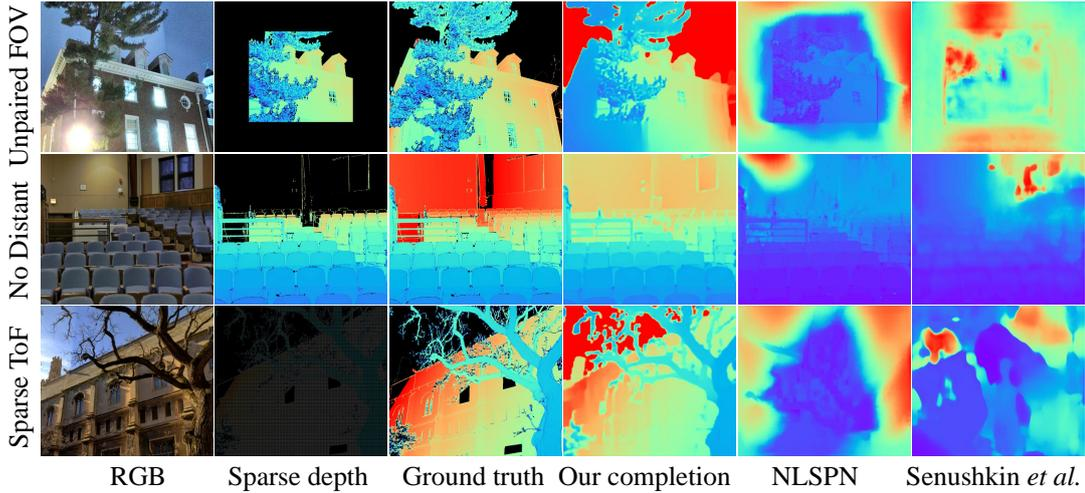 Unpaired FOV
No Distant
Sparse ToF
RGB
Sparse depth
Ground truth
Our completion
NLSPN
Senushkin et al.